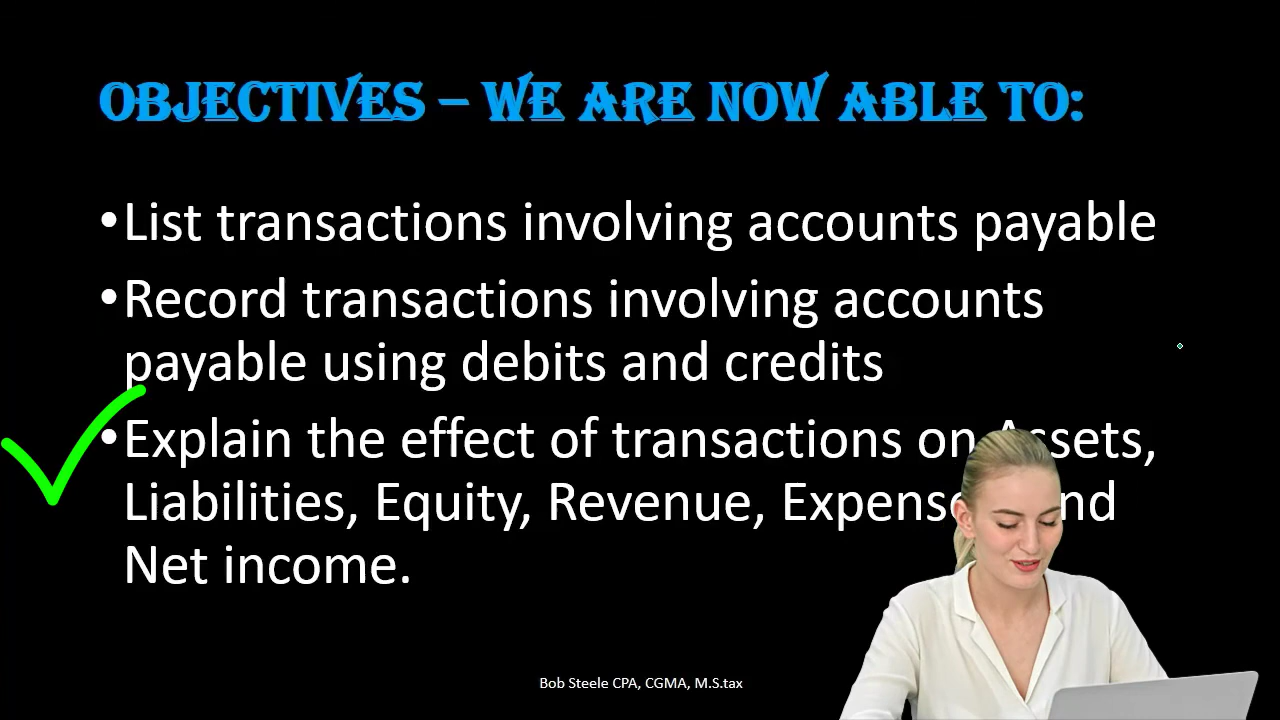 OBJECTIVES – WE ARE NOW ABLE TO:
•List transactions involving accounts payable
•Record transactions involving accounts
payable using debits and credits
•Explain the effect of transactions on Assets,
Liabilities, Equity, Revenue, Expenses and
Net income.
Bob Steele CPA, CGMA, M.S.tax